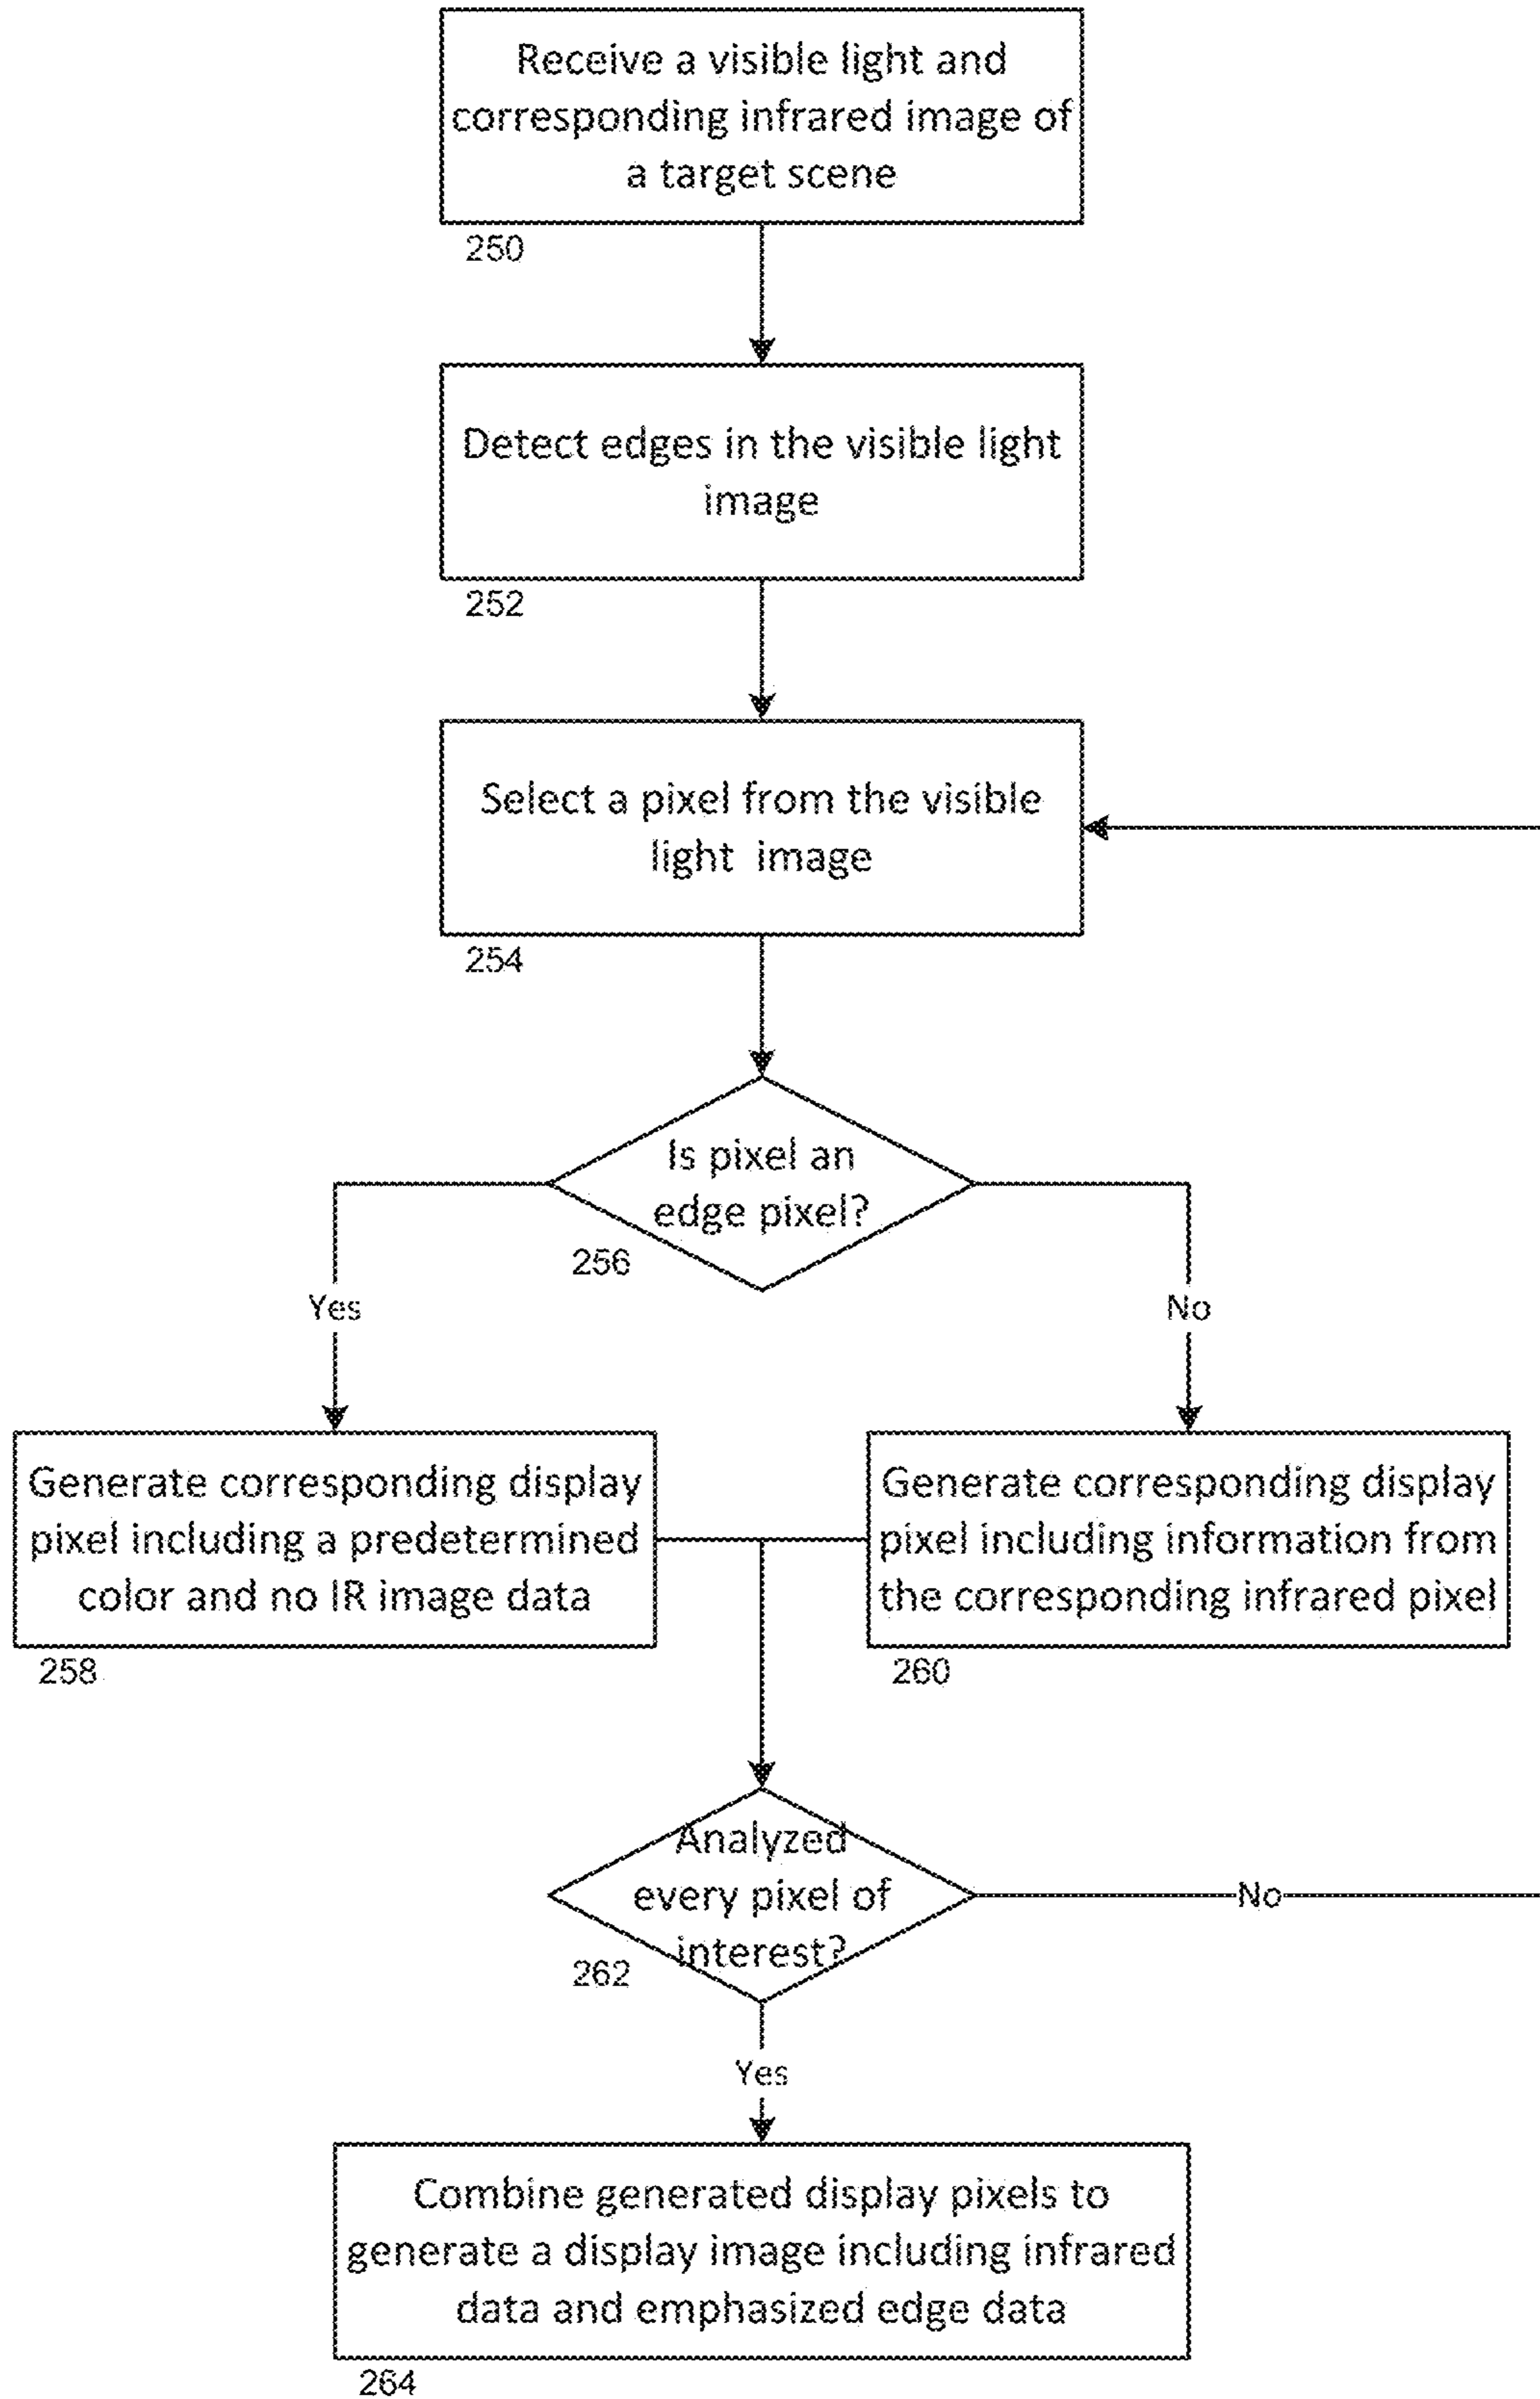 Receive a visible light and
corresponding infrared image of
a target scene
250
Detect edges in the visible light
image
252
Select a pixel from the visible
light image
254
Is pixel an
edge pixel?
256
Yes
No
Generate corresponding display
pixel including a predetermined
color and no IR image data
258
Generate corresponding display
pixel including information from
the corresponding infrared pixel
260
Analyzed
every pixel of
interest?
262
No
Yes
Combine generated display pixels to
generate a display image including infrared
data and emphasized edge data
264